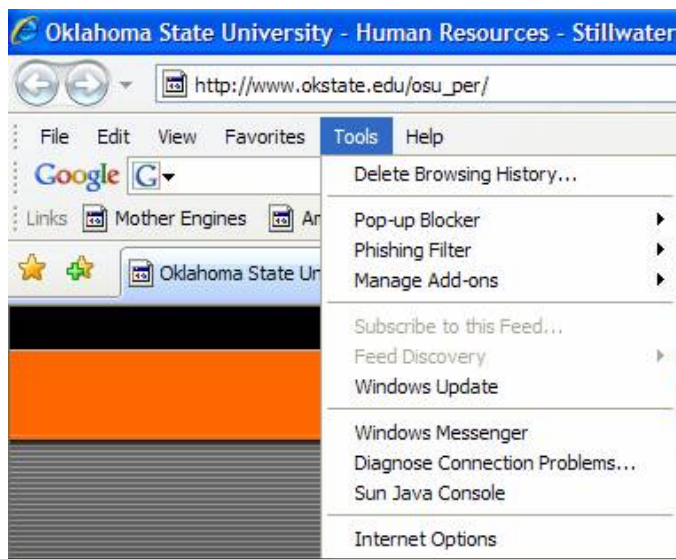 Oklahoma State University - Human Resources - Stillwater
http://www.okstate.edu/osu_per/
File Edit View Favorites Tools Help
Google G
Links Mother Engines
Oklahoma State
Delete Browsing History...
Pop-up Blocker
Phishing Filter
Manage Add-ons
Subscribe to this Feed...
Feed Discovery
Windows Update
Windows Messenger
Diagnose Connection Problems...
Sun Java Console
Internet Options